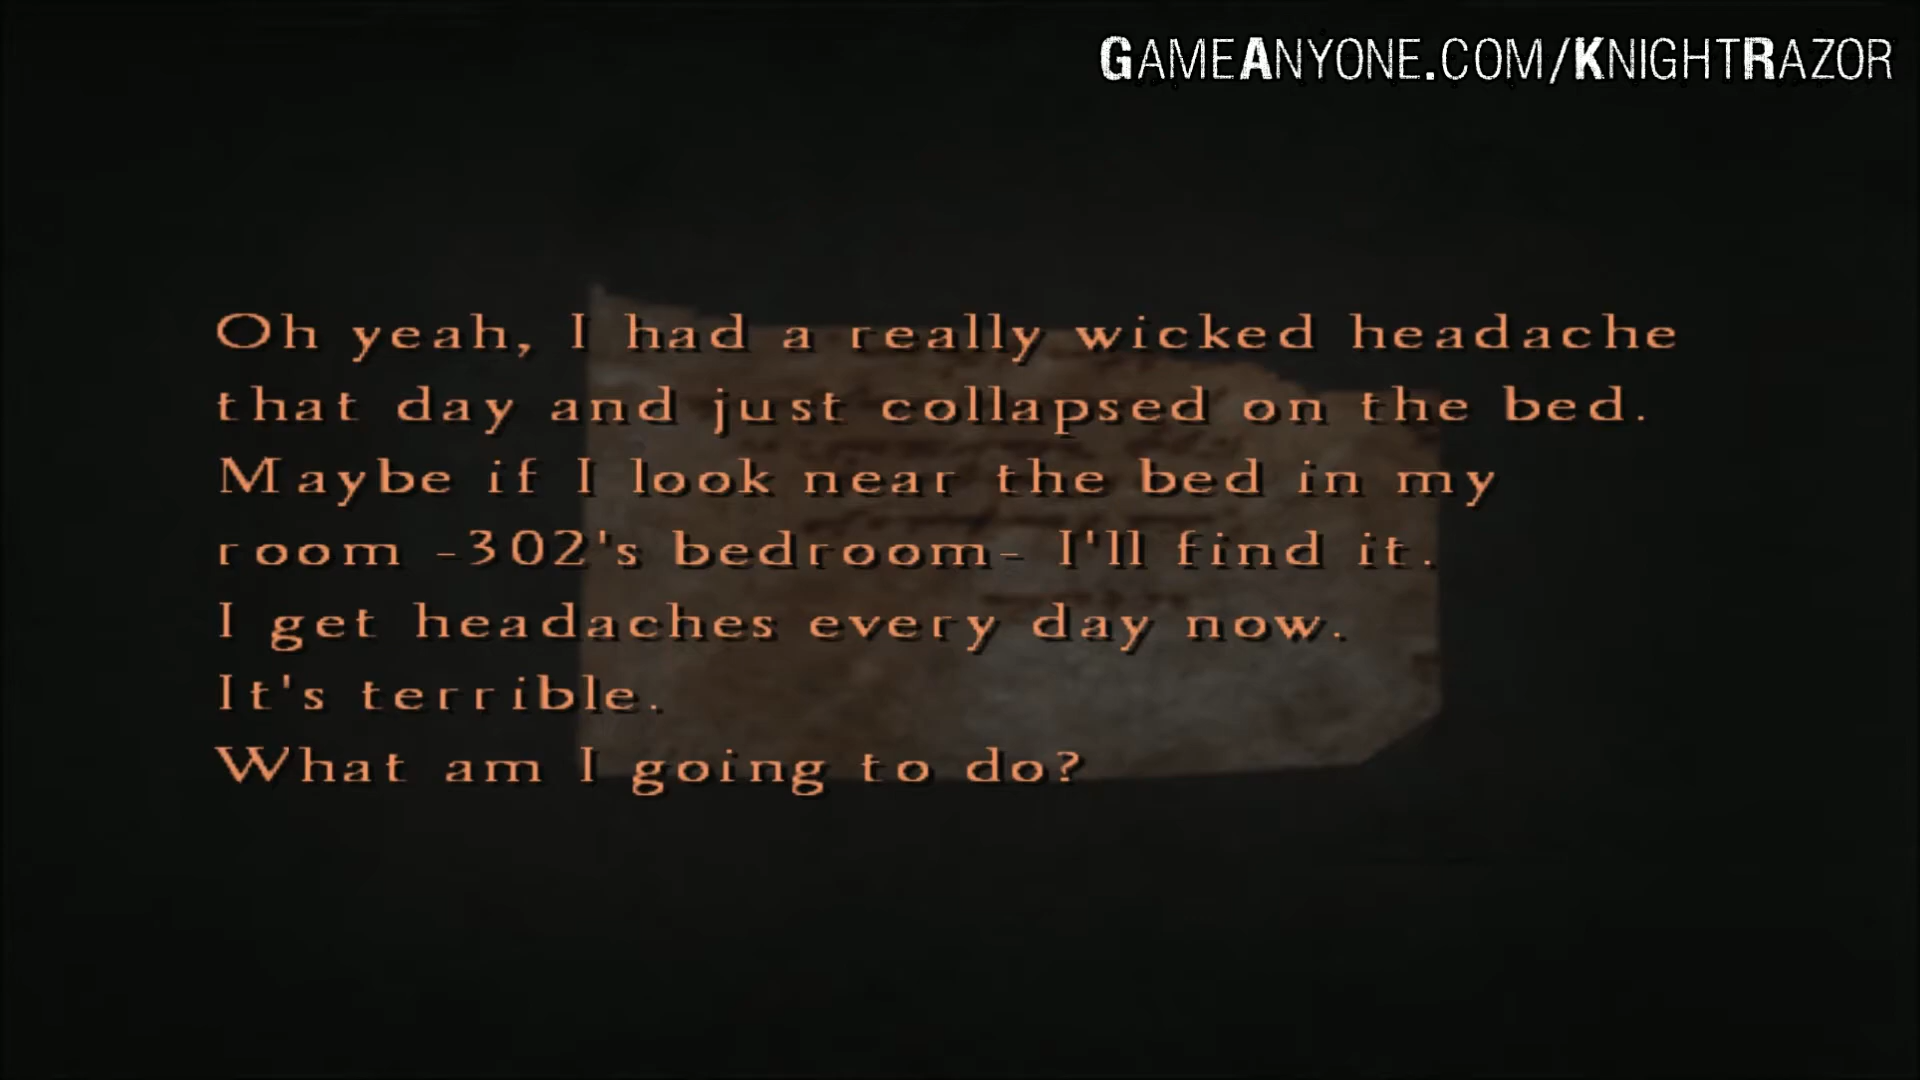 GameAnyone.com/KnightRazor
Oh yeah, I had a really wicked headache
that day and just collapsed on the bed.
Maybe if I look near the bed in my
room -302's bedroom- I'll find it.
I get headaches every day now.
It's terrible.
What am I going to do?